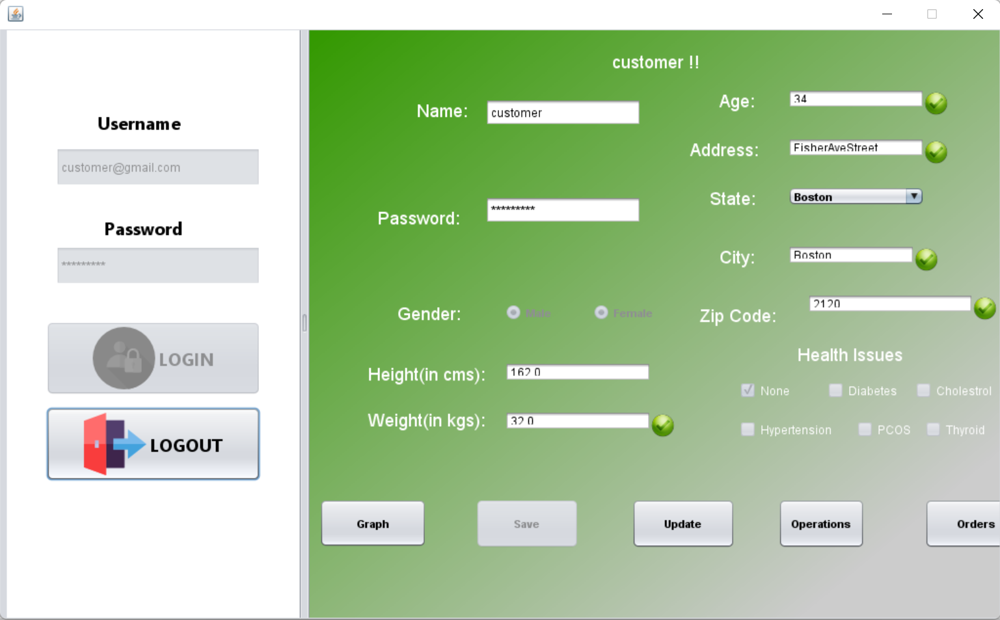 Username
customer@gmail.com
Password
*********
LOGIN
LOGOUT
customer !!
Name: customer
Password: *********
Gender: Male Female
Height(in cms): 162.0
Weight(in kgs): 32.0
Age: 34
Address: FisherAveStreet
State: Boston
City: Boston
Zip Code: 2120
Health Issues
None Diabetes Cholestrol
Hypertension PCOS Thyroid
Graph Save Update Operations Orders